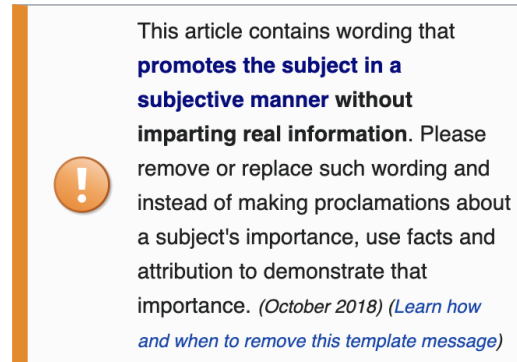 This article contains wording that
promotes the subject in a
subjective manner without
imparting real information. Please
remove or replace such wording and
instead of making proclamations about
a subject's importance, use facts and
attribution to demonstrate that
importance. (October 2018) (Learn how
and when to remove this template message)